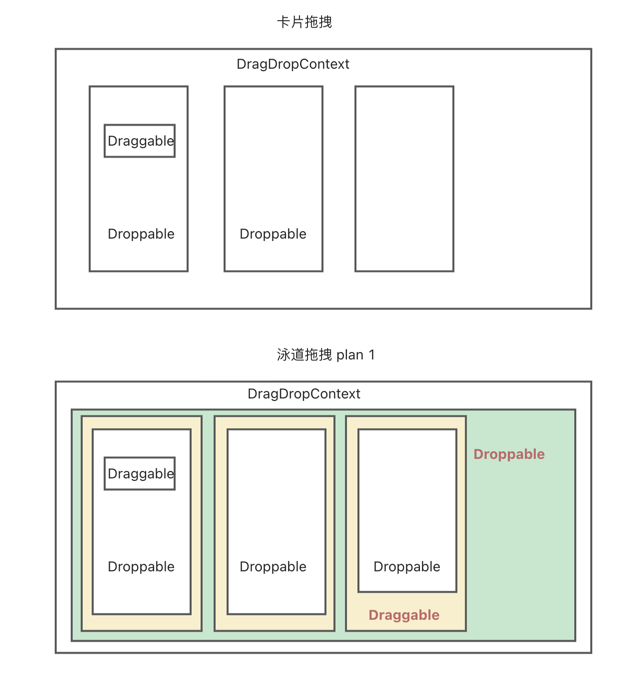 卡片拖拽
DragDropContext
Draggable
Droppable
Droppable
泳道拖拽 plan 1
DragDropContext
Droppable
Draggable
Droppable
Droppable
Droppable
Draggable